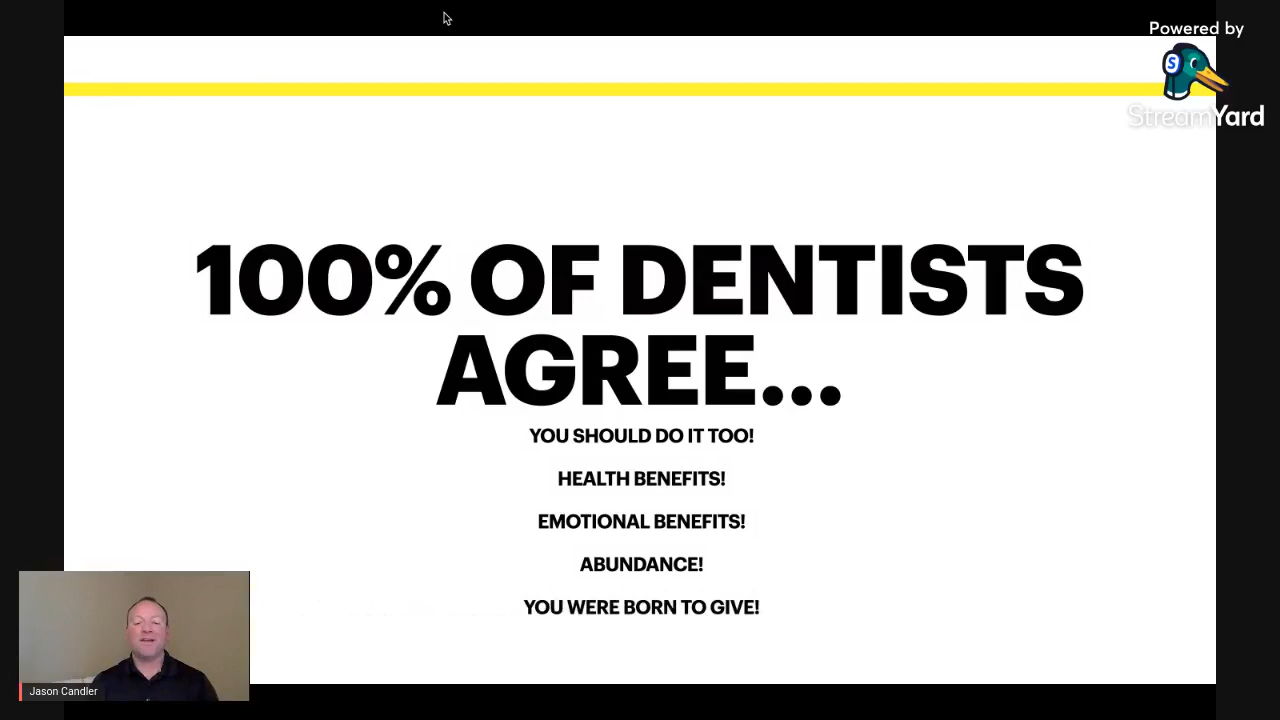 Powered by
S
StreamYard
100% OF DENTISTS
AGREE...
YOU SHOULD DO IT TOO!
HEALTH BENEFITS!
EMOTIONAL BENEFITS!
ABUNDANCE!
YOU WERE BORN TO GIVE!
Jason Candler